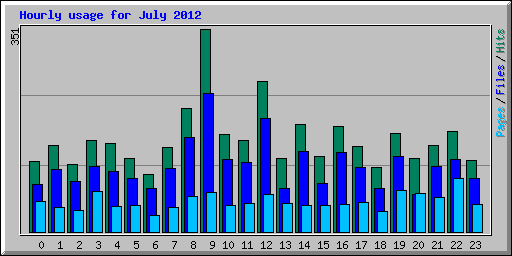 Hourly usage for July 2012
351
Pages/Files/Hits
0 1 2 3 4 5 6 7 8 9 10 11 12 13 14 15 16 17 18 19 20 21 22 23